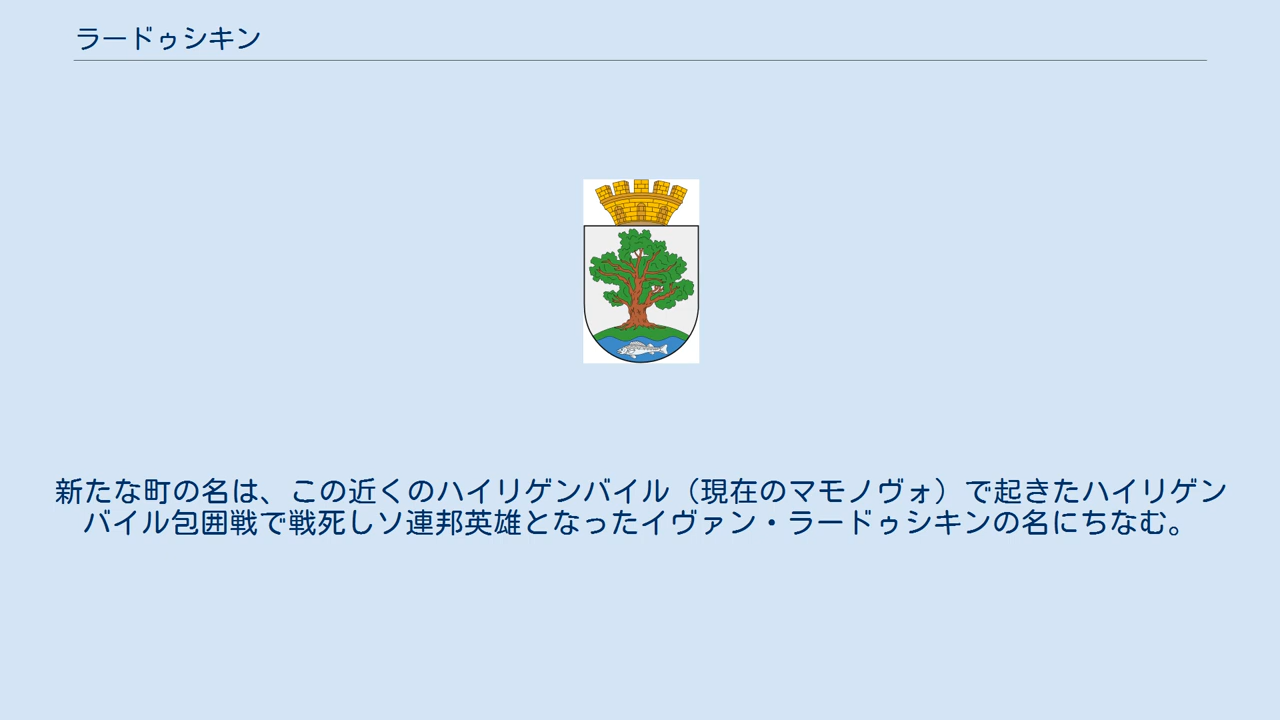 ラードゥシキン
新たな町の名は、この近くのハイリゲンバイル（現在のマモノヴォ）で起きたハイリゲン
バイル包囲戦で戦死しソ連邦英雄となったイヴァン・ラードゥシキンの名にちなむ。